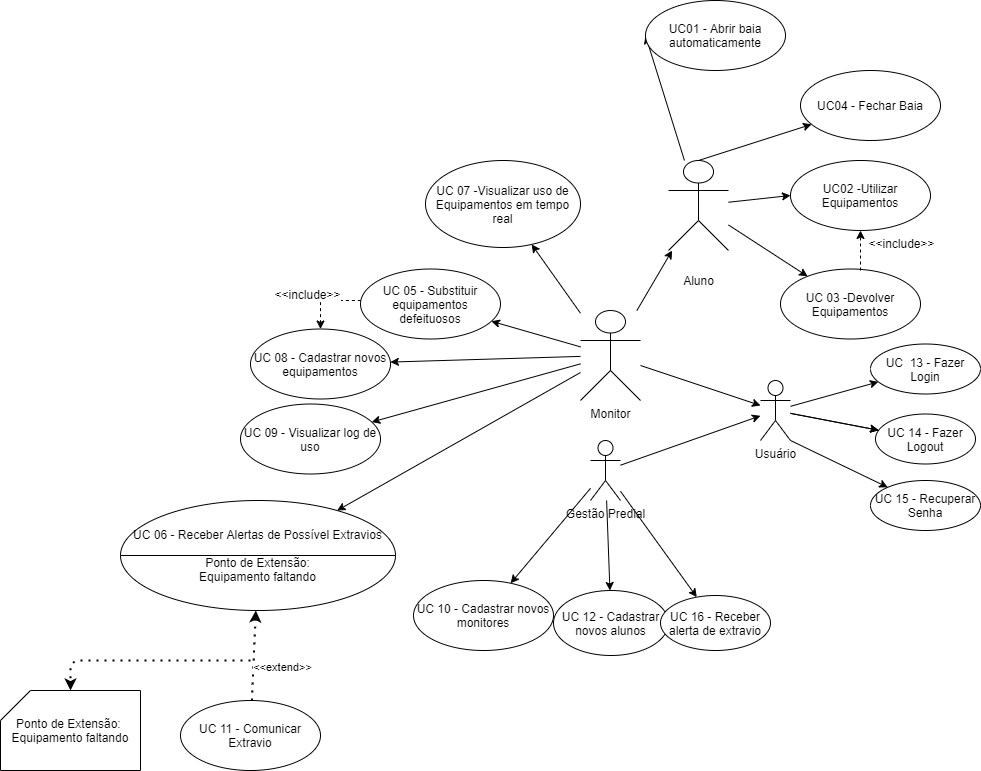 UC01 - Abrir baia
automaticamente
UC04 - Fechar Baia
UC 07 -Visualizar uso de
Equipamentos em tempo
real
UC02 -Utilizar
Equipamentos
<<include>>
Aluno
UC 03 -Devolver
Equipamentos
<<include>>
UC 05 - Substituir
equipamentos
defeituosos
UC 08 - Cadastrar novos
equipamentos
Monitor
UC 13 - Fazer
Login
UC 09 - Visualizar log de
uso
Usuário
UC 14 - Fazer
Logout
UC 15 - Recuperar
Senha
Gestão Predial
UC 06 - Receber Alertas de Possível Extravios
Ponto de Extensão:
Equipamento faltando
UC 10 - Cadastrar novos
monitores
UC 12 - Cadastrar
novos alunos
UC 16 - Receber
alerta de extravio
<<extend>>
Ponto de Extensão:
Equipamento faltando
UC 11 - Comunicar
Extravio